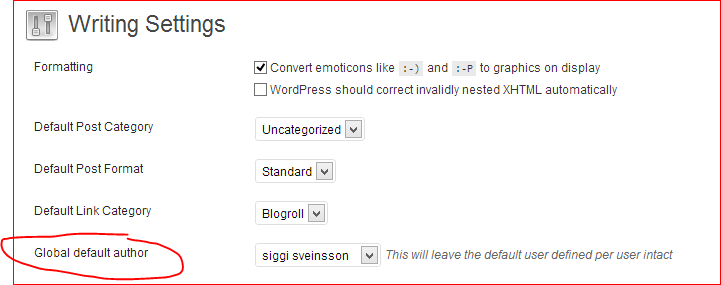 Writing Settings
Formatting
Convert emoticons like :-) and :-P to graphics on display
WordPress should correct invalidly nested XHTML automatically
Default Post Category Uncategorized
Default Post Format Standard
Default Link Category Blogroll
Global default author siggi sveinsson This will leave the default user defined per user intact